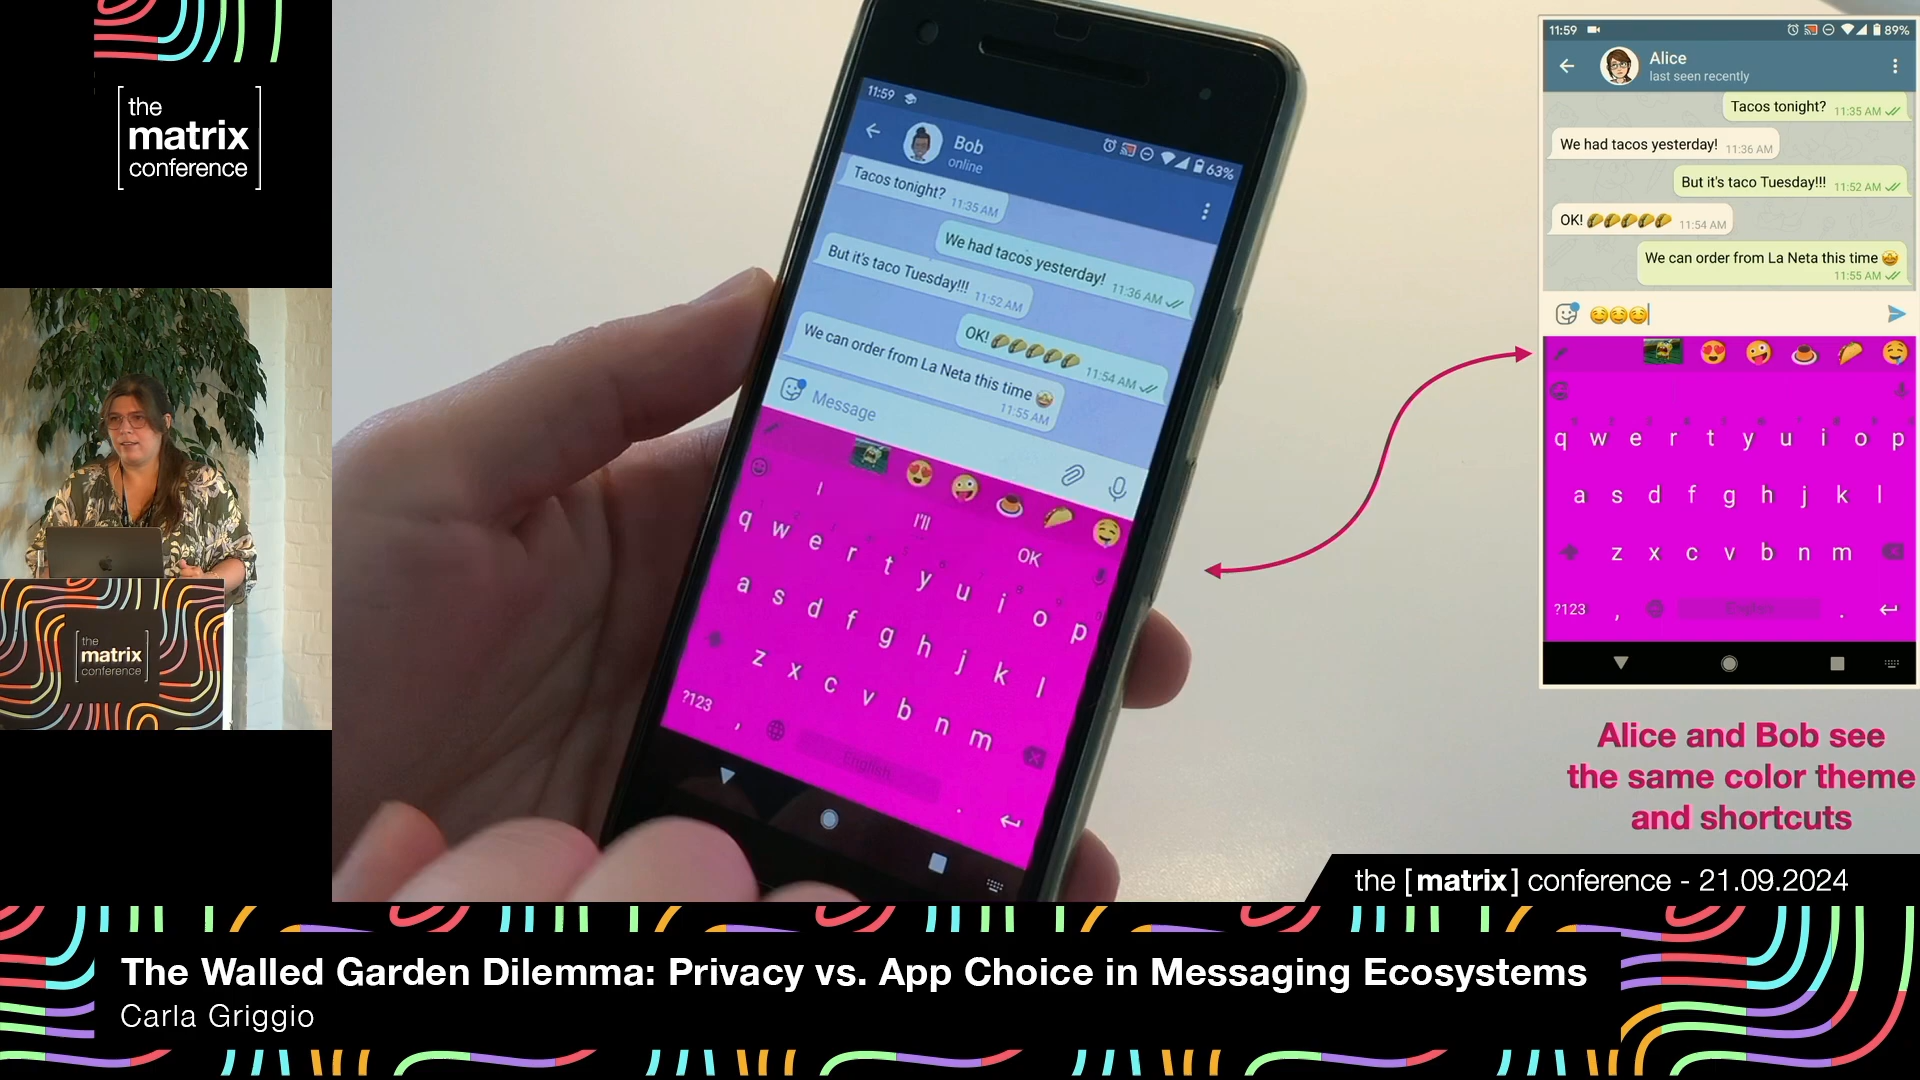 the
[matrix]
conference
the
[matrix]
conference
11:59
63%
Bob
online
Tacos tonight? 11:35 AM
We had tacos yesterday! 11:36 AM
But it's taco Tuesday!!! 11:52 AM
OK! 🌮🌮🌮🌮🌮 11:54 AM
We can order from La Neta this time 🤩
11:55 AM
Message
I I'll OK
q w e r t y u i o p
a s d f g h j k l
z x c v b n m
?123 , English .
11:59
89%
Alice
last seen recently
Tacos tonight? 11:35 AM
We had tacos yesterday! 11:36 AM
But it's taco Tuesday!!! 11:52 AM
OK! 🌮🌮🌮🌮🌮 11:54 AM
We can order from La Neta this time 🤩
11:55 AM
😊😊😊
q w e r t y u i o p
a s d f g h j k l
z x c v b n m
?123 , English .
Alice and Bob see
the same color theme
and shortcuts
the [matrix] conference - 21.09.2024
The Walled Garden Dilemma: Privacy vs. App Choice in Messaging Ecosystems
Carla Griggio